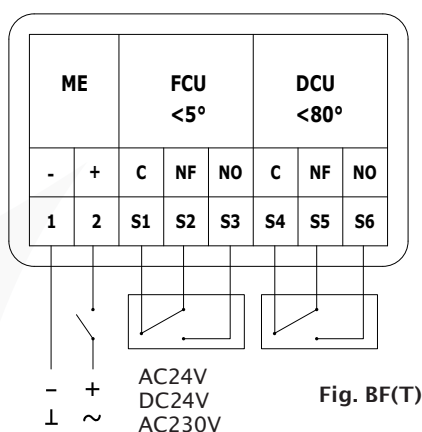 ME FCU DCU
<5° <80°
- + C NF NO C NF NO
1 2 S1 S2 S3 S4 S5 S6
– + AC24V
⊥ ~ DC24V
AC230V
Fig. BF(T)